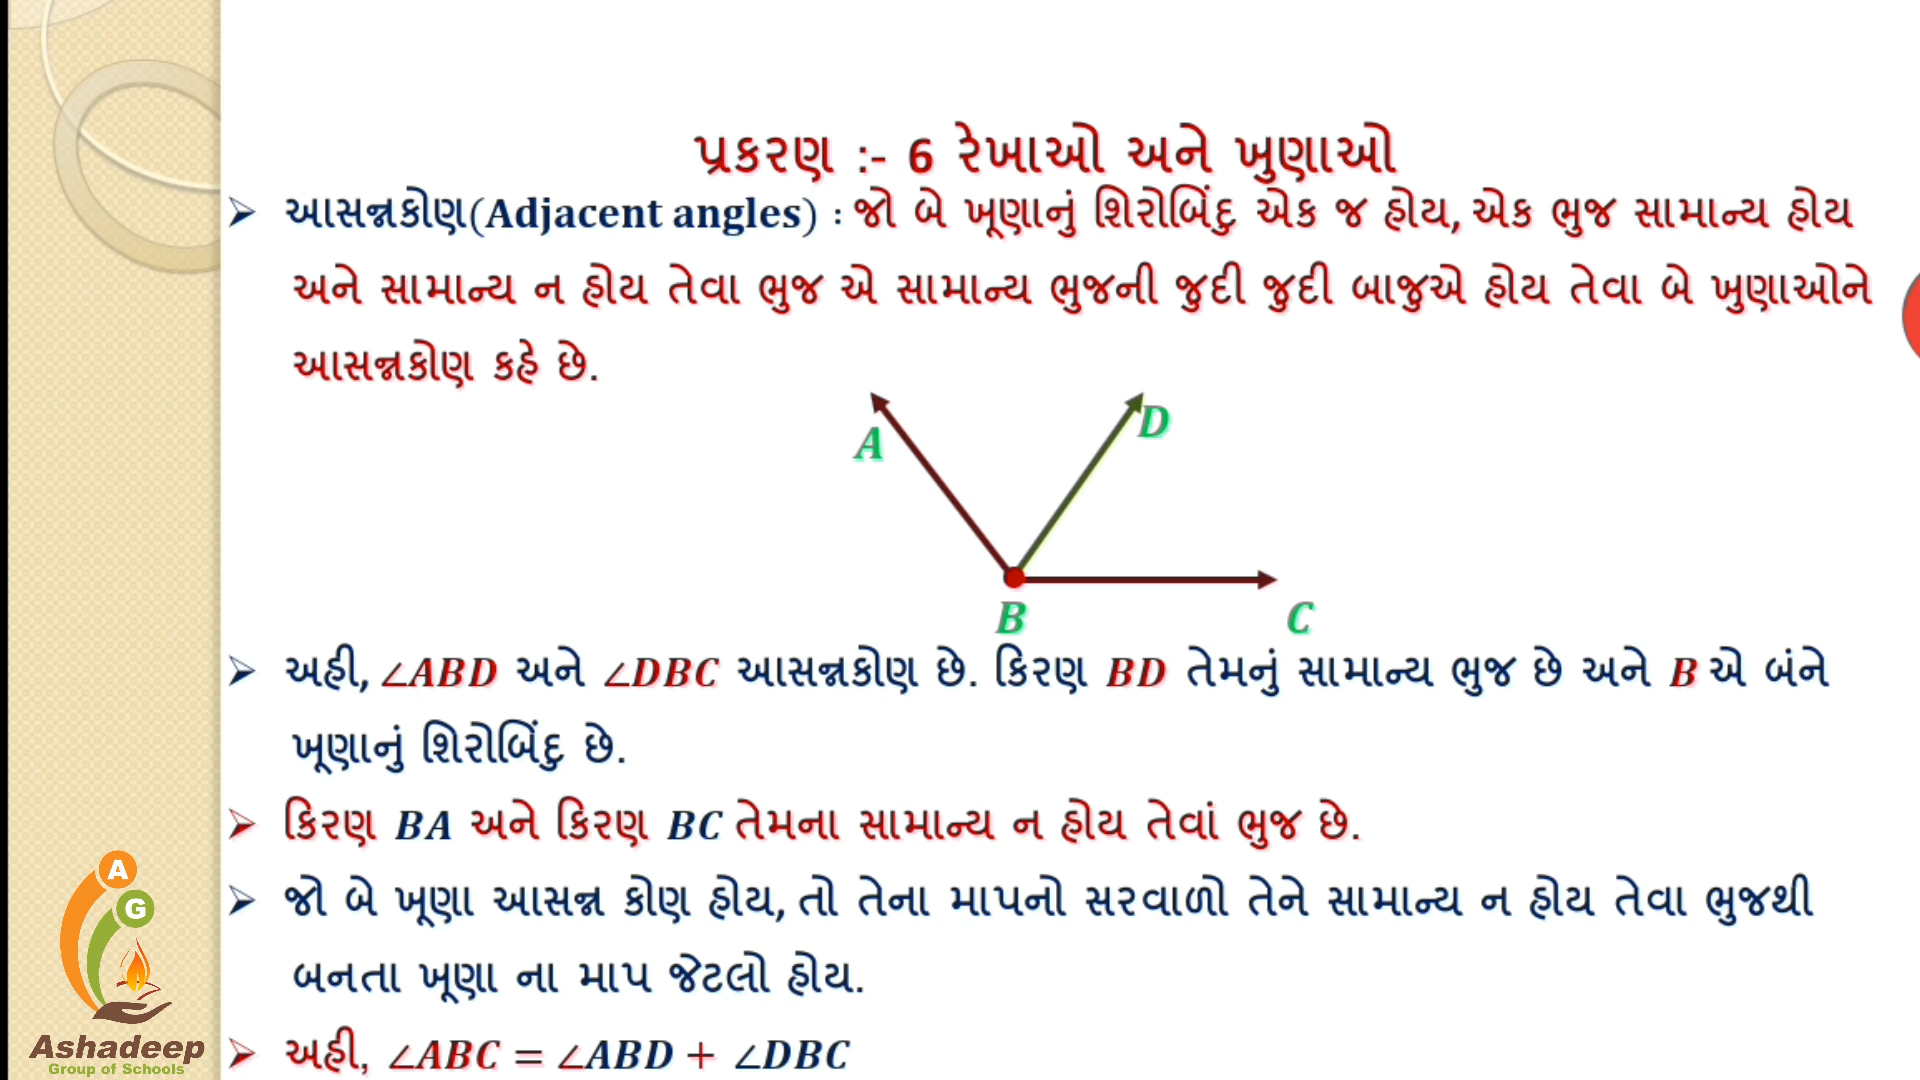 પ્રકરણ :- 6 રેખાઓ અને ખુણાઓ
➢ આસન્નકોણ(Adjacent angles) : જો બે ખૂણાનું શિરોબિંદુ એક જ હોય, એક ભુજ સામાન્ય હોય
અને સામાન્ય ન હોય તેવા ભુજ એ સામાન્ય ભુજની જુદી જુદી બાજુએ હોય તેવા બે ખુણાઓને
આસન્નકોણ કહે છે.
A
D
B
C
➢ અહી, ∠ABD અને ∠DBC આસન્નકોણ છે. કિરણ BD તેમનું સામાન્ય ભુજ છે અને B એ બંને
ખૂણાનું શિરોબિંદુ છે.
➢ કિરણ BA અને કિરણ BC તેમના સામાન્ય ન હોય તેવાં ભુજ છે.
➢ જો બે ખૂણા આસન્ન કોણ હોય, તો તેના માપનો સરવાળો તેને સામાન્ય ન હોય તેવા ભુજથી
બનતા ખૂણા ના માપ જેટલો હોય.
➢ અહી, ∠ABC = ∠ABD + ∠DBC
A
G
Ashadeep
Group of Schools